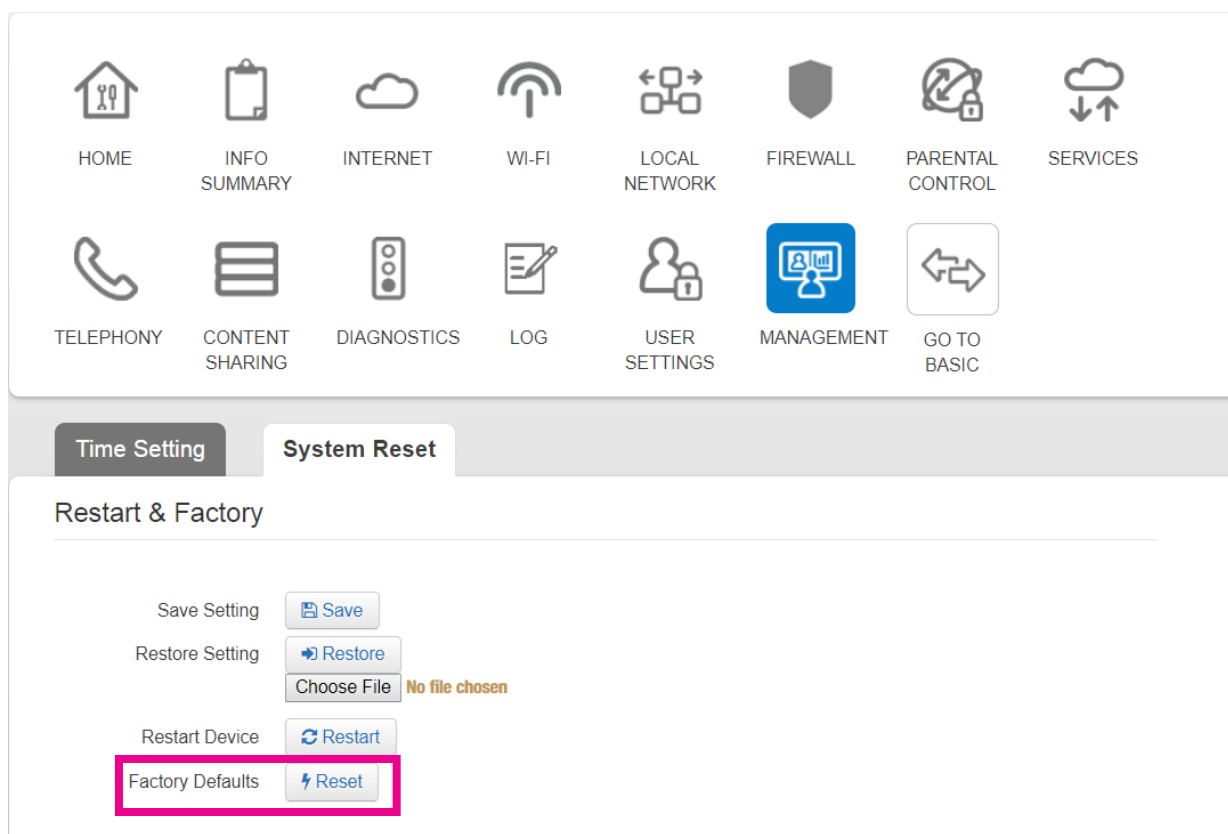 HOME
INFO
SUMMARY
INTERNET
WI-FI
LOCAL
NETWORK
FIREWALL
PARENTAL
CONTROL
SERVICES
TELEPHONY
CONTENT
SHARING
DIAGNOSTICS
LOG
USER
SETTINGS
MANAGEMENT
GO TO
BASIC
Time Setting
System Reset
Restart & Factory
Save Setting Save
Restore Setting Restore
Choose File No file chosen
Restart Device Restart
Factory Defaults Reset